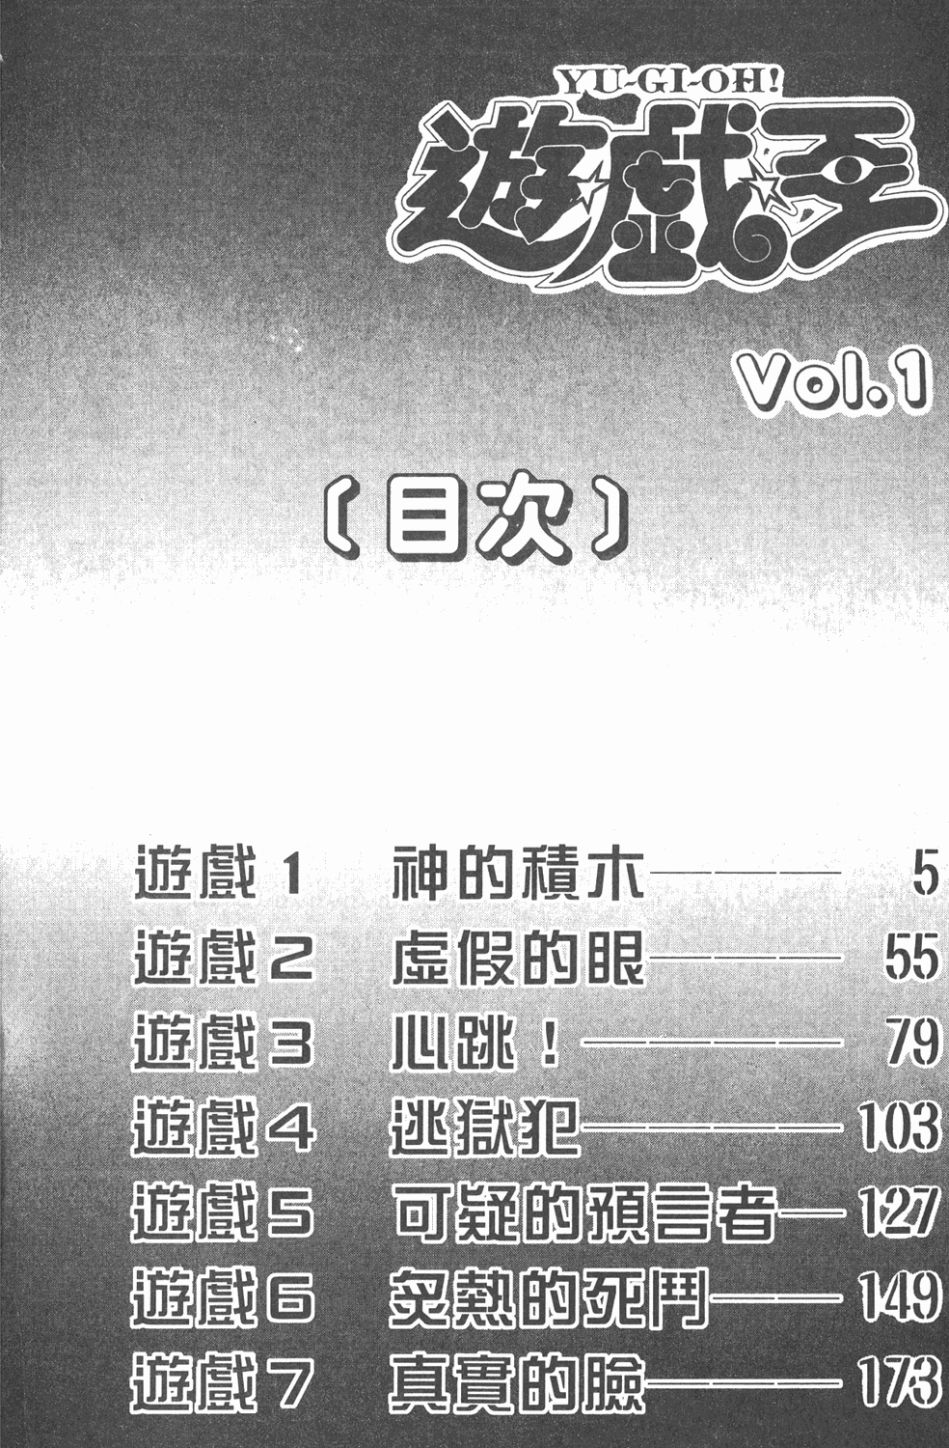 YU-GI-OH!
遊戲王
Vol.1
〔目次〕
遊戲1 神的積木———5
遊戲2 虛假的眼———55
遊戲3 心跳！————79
遊戲4 逃獄犯————103
遊戲5 可疑的預言者—127
遊戲6 炙熱的死鬥——149
遊戲7 真實的臉———173